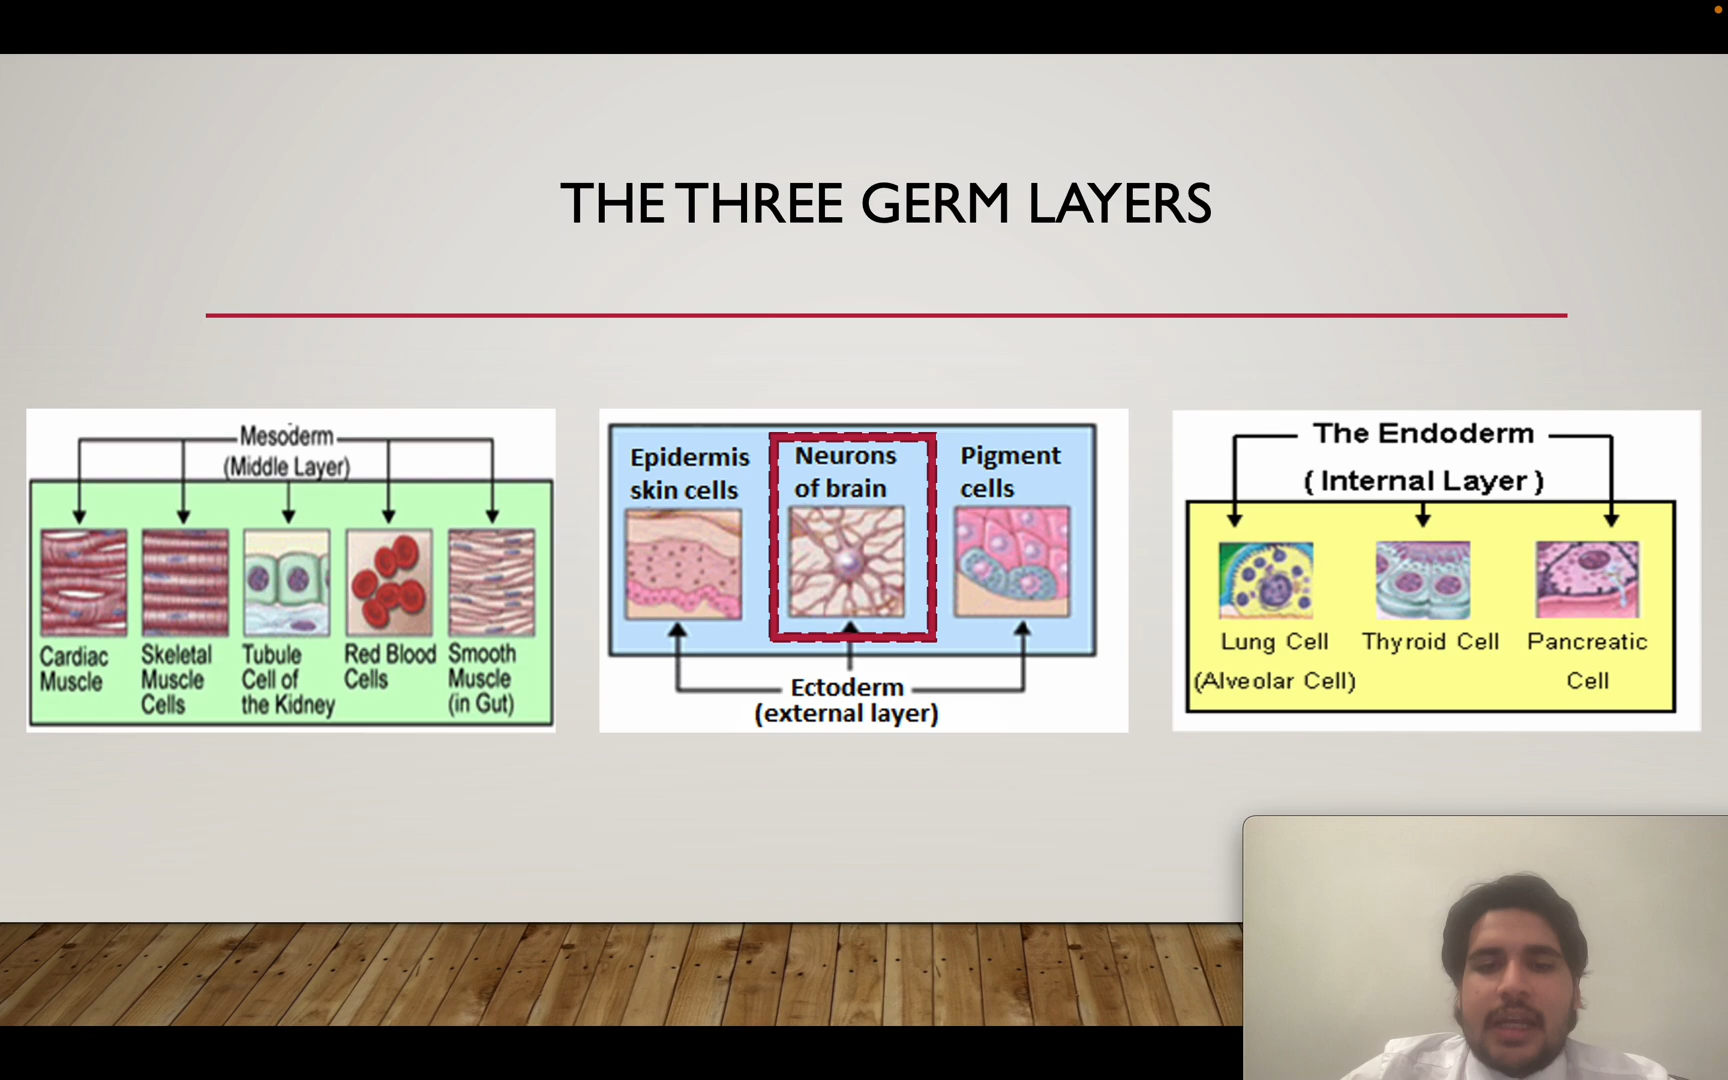 THE THREE GERM LAYERS
Mesoderm
(Middle Layer)
Cardiac
Muscle
Skeletal
Muscle
Cells
Tubule
Cell of
the Kidney
Red Blood
Cells
Smooth
Muscle
(in Gut)
Epidermis
skin cells
Neurons
of brain
Pigment
cells
Ectoderm
(external layer)
The Endoderm
( Internal Layer )
Lung Cell
(Alveolar Cell)
Thyroid Cell
Pancreatic
Cell